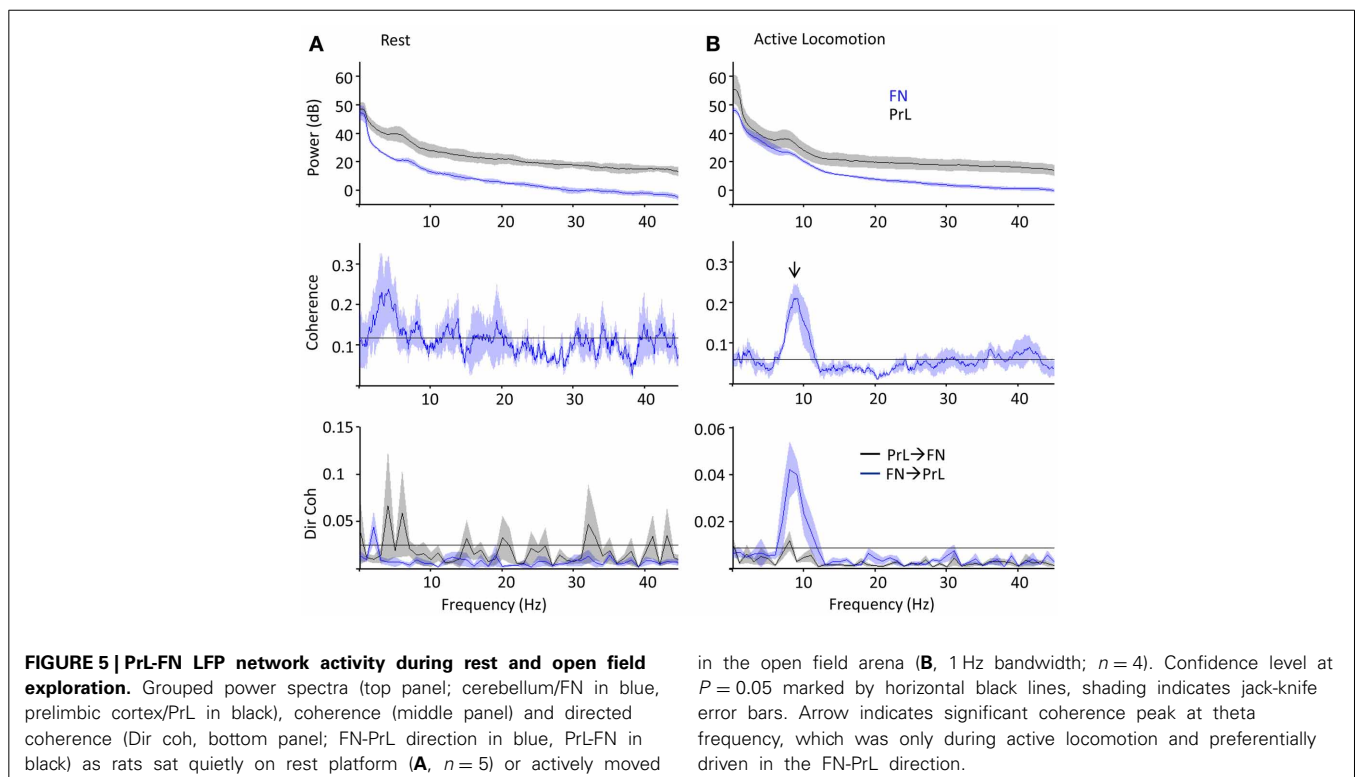 A Rest
B Active Locomotion
Power (dB)
60
50
40
20
0
10 20 30 40
FN
PrL
60
50
40
20
0
10 20 30 40
Coherence
0.3
0.2
0.1
10 20 30 40
0.3
0.2
0.1
10 20 30 40
Dir Coh
0.15
0.1
0.05
10 20 30 40
Frequency (Hz)
0.06
0.04
0.02
PrL→FN
FN→PrL
10 20 30 40
Frequency (Hz)
FIGURE 5 | PrL-FN LFP network activity during rest and open field
exploration. Grouped power spectra (top panel; cerebellum/FN in blue,
prelimbic cortex/PrL in black), coherence (middle panel) and directed
coherence (Dir coh, bottom panel; FN-PrL direction in blue, PrL-FN in
black) as rats sat quietly on rest platform (A, n = 5) or actively moved
in the open field arena (B, 1 Hz bandwidth; n = 4). Confidence level at
P = 0.05 marked by horizontal black lines, shading indicates jack-knife
error bars. Arrow indicates significant coherence peak at theta
frequency, which was only during active locomotion and preferentially
driven in the FN-PrL direction.